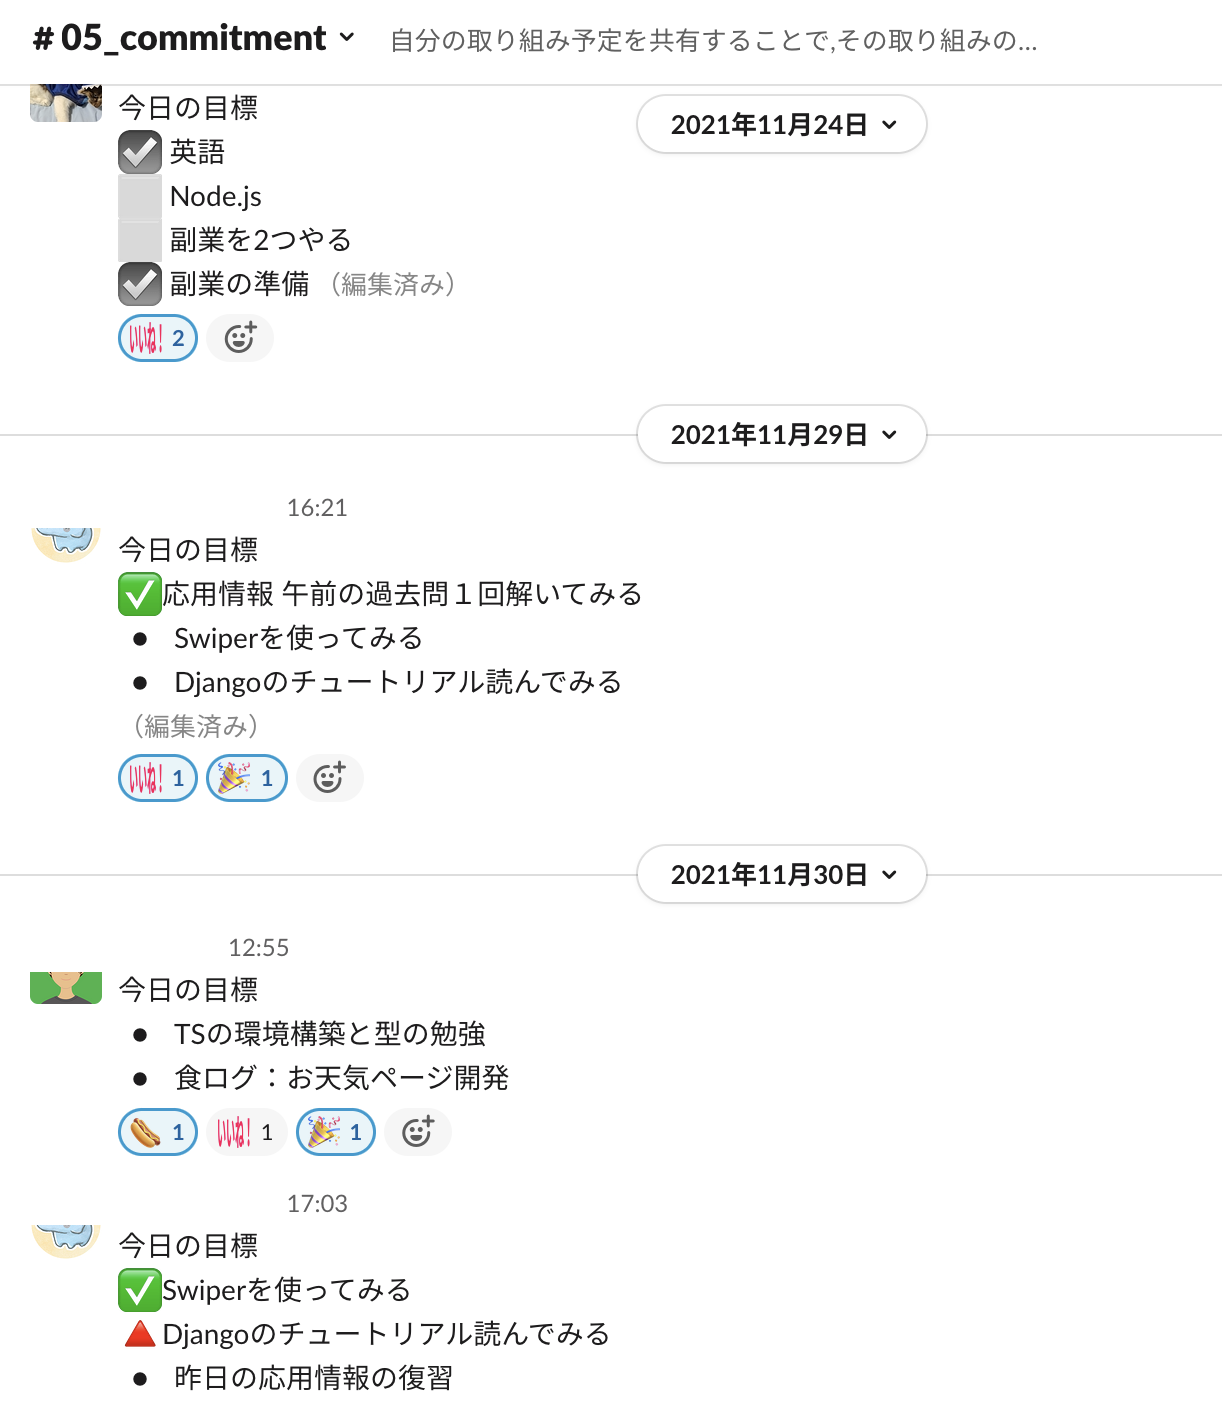 # 05_commitment 自分の取り組み予定を共有することで,その取り組みの...
今日の目標
2021年11月24日
英語
Node.js
副業を2つやる
副業の準備 （編集済み）
いいね! 2
2021年11月29日
16:21
今日の目標
✅応用情報 午前の過去問１回解いてみる
● Swiperを使ってみる
● Djangoのチュートリアル読んでみる
（編集済み）
いいね! 1 🎉 1
2021年11月30日
12:55
今日の目標
● TSの環境構築と型の勉強
● 食ログ：お天気ページ開発
🌭 1 いいね! 1 🎉 1
17:03
今日の目標
✅Swiperを使ってみる
🔺Djangoのチュートリアル読んでみる
● 昨日の応用情報の復習